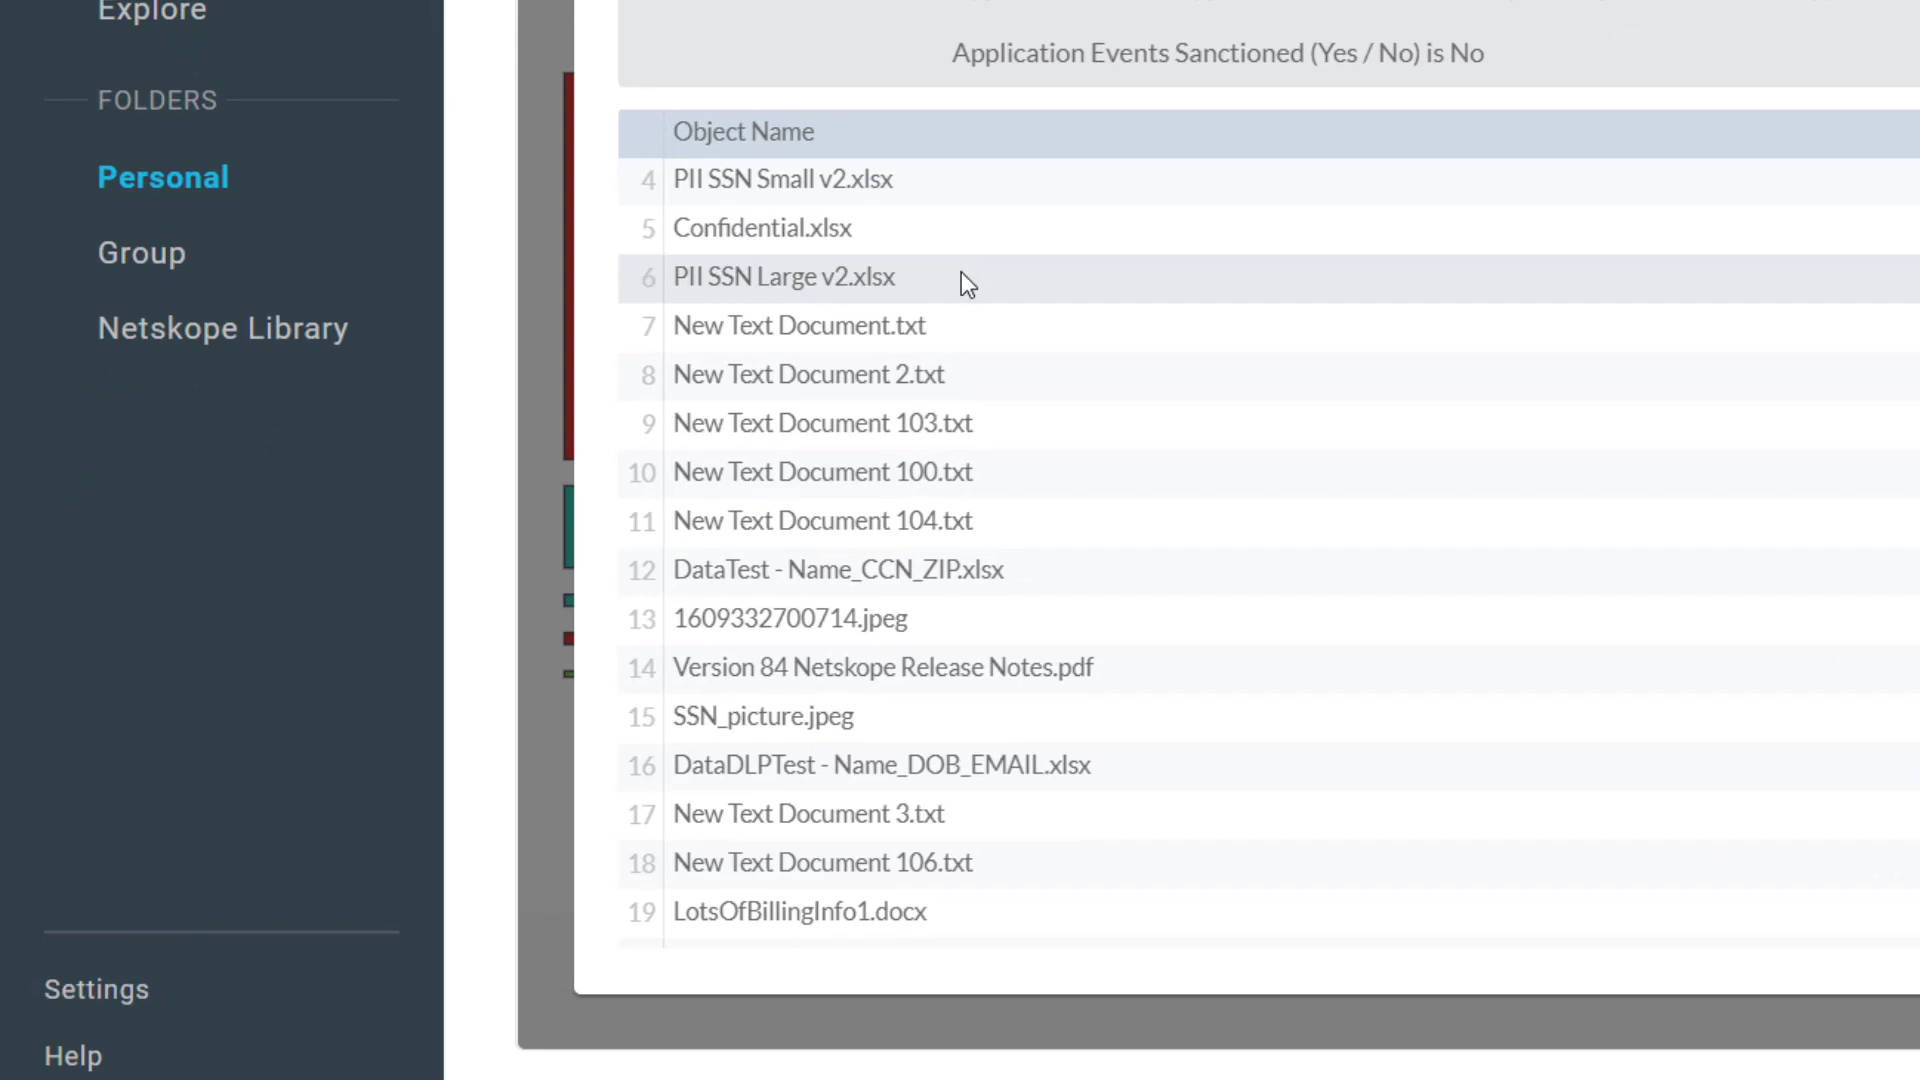 Explore
FOLDERS
Personal
Group
Netskope Library
Settings
Help
Application Events Sanctioned (Yes / No) is No
Object Name
4 PII SSN Small v2.xlsx
5 Confidential.xlsx
6 PII SSN Large v2.xlsx
7 New Text Document.txt
8 New Text Document 2.txt
9 New Text Document 103.txt
10 New Text Document 100.txt
11 New Text Document 104.txt
12 DataTest - Name_CCN_ZIP.xlsx
13 1609332700714.jpeg
14 Version 84 Netskope Release Notes.pdf
15 SSN_picture.jpeg
16 DataDLPTest - Name_DOB_EMAIL.xlsx
17 New Text Document 3.txt
18 New Text Document 106.txt
19 LotsOfBillingInfo1.docx